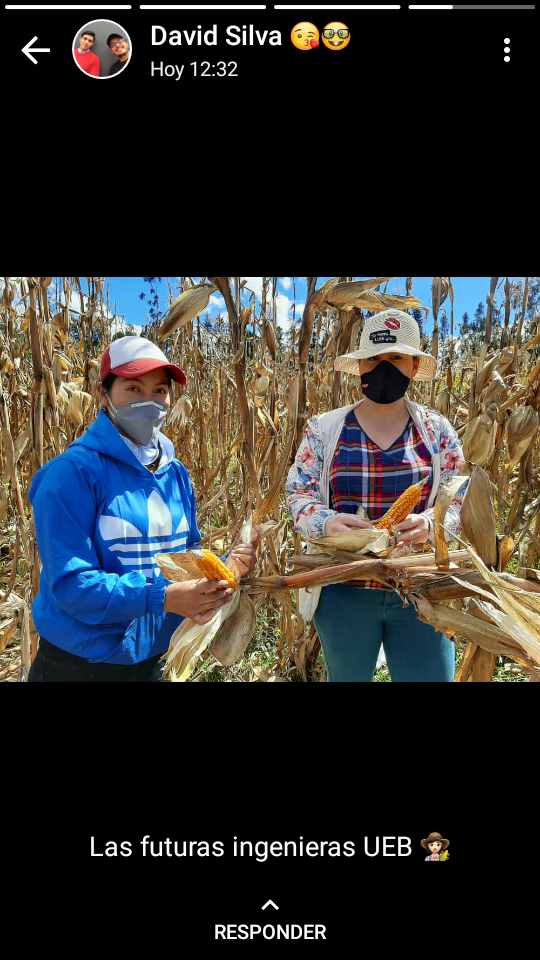 David Silva 😘🤓
Hoy 12:32
Las futuras ingenieras UEB 👩🏻‍🌾
RESPONDER